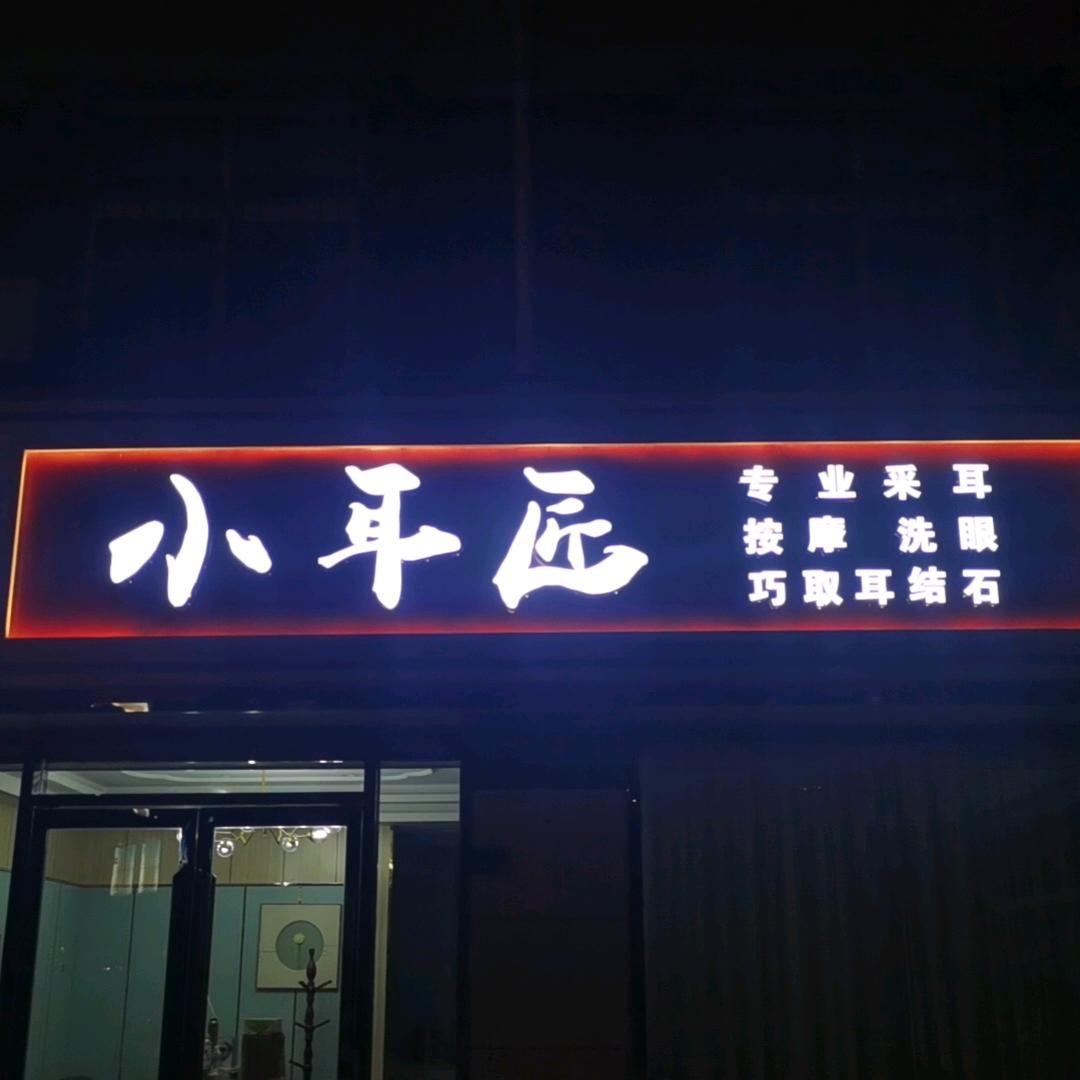 小耳匠
专业采耳
按摩 洗眼
巧取耳结石